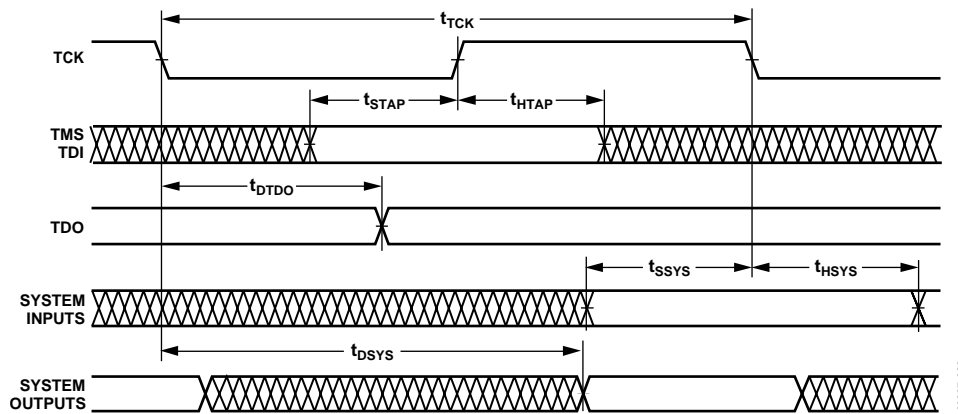 tTCK
TCK
tSTAP
tHTAP
TMS
TDI
tDTDO
TDO
tSSYS
tHSYS
SYSTEM
INPUTS
tDSYS
SYSTEM
OUTPUTS